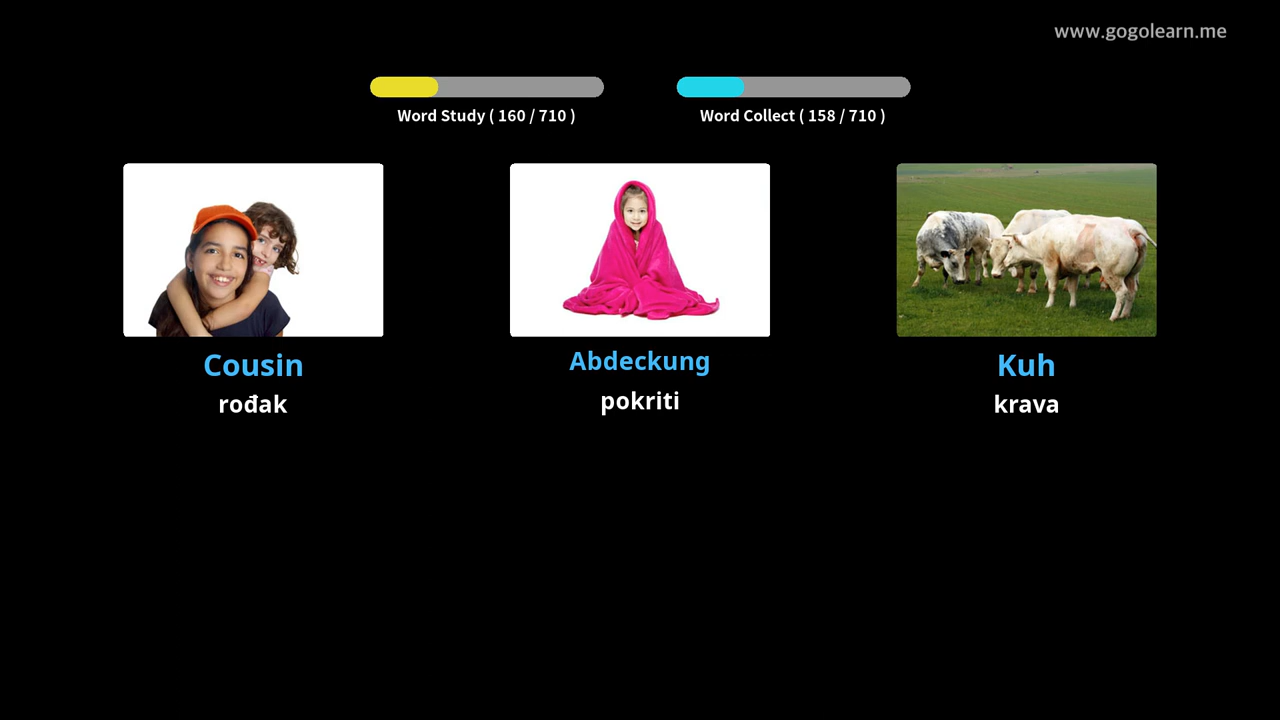 www.gogolearn.me
Word Study ( 160 / 710 )
Word Collect ( 158 / 710 )
Cousin
rođak
Abdeckung
pokriti
Kuh
krava